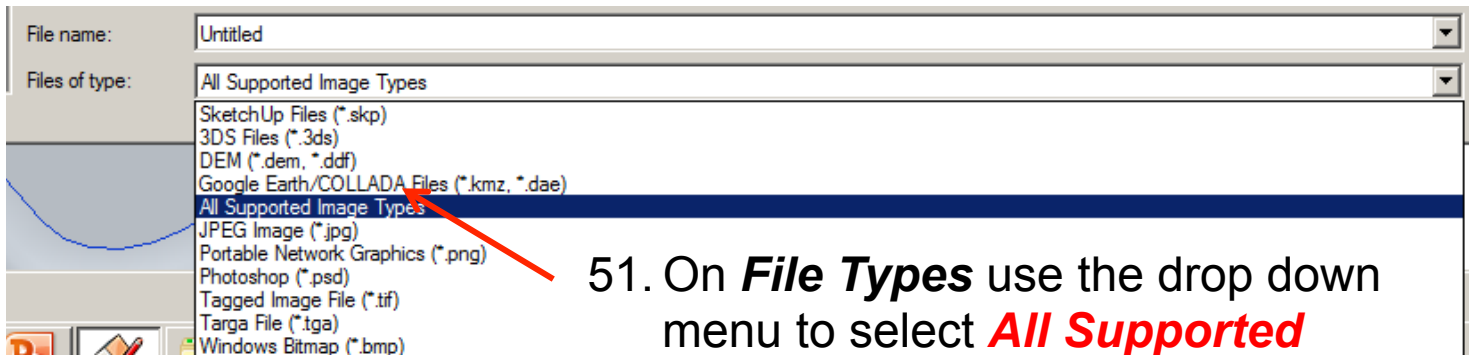 File name: Untitled
Files of type: All Supported Image Types
SketchUp Files (*.skp)
3DS Files (*.3ds)
DEM (*.dem, *.ddf)
Google Earth/COLLADA Files (*.kmz, *.dae)
All Supported Image Types
JPEG Image (*.jpg)
Portable Network Graphics (*.png)
Photoshop (*.psd)
Tagged Image File (*.tif)
Targa File (*.tga)
Windows Bitmap (*.bmp)
51. On File Types use the drop down
menu to select All Supported